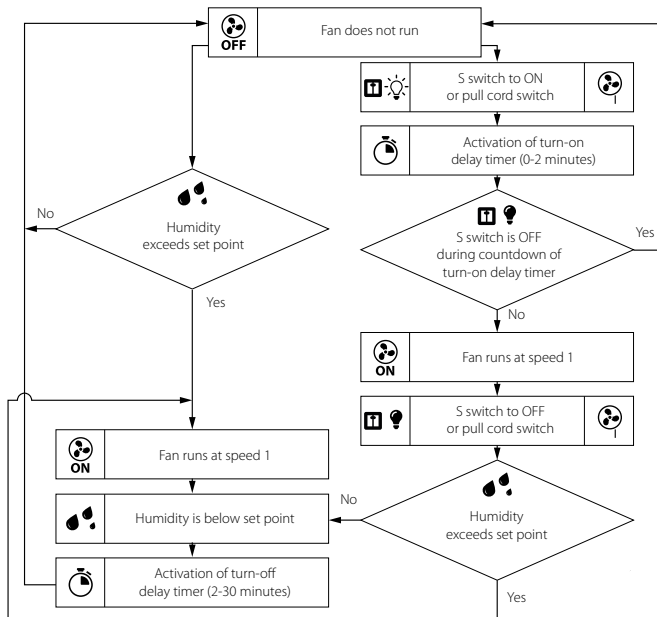 OFF
Fan does not run
S switch to ON
or pull cord switch
Activation of turn-on
delay timer (0-2 minutes)
No
Humidity
exceeds set point
Yes
S switch is OFF
during countdown of
turn-on delay timer
Yes
No
ON
Fan runs at speed 1
S switch to OFF
or pull cord switch
ON
Fan runs at speed 1
Humidity is below set point
No
Humidity
exceeds set point
Activation of turn-off
delay timer (2-30 minutes)
Yes